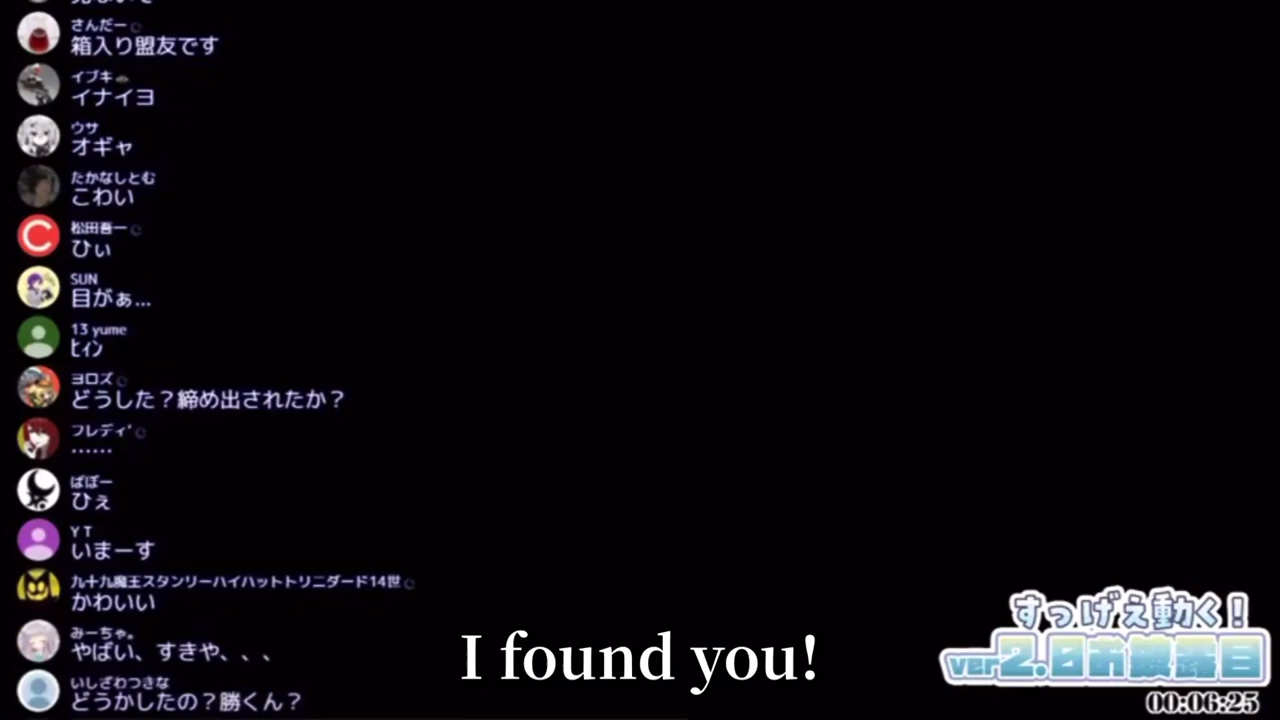 さんだー
箱入り盟友です
イブキ
イナイヨ
ウサ
オギャ
たかなしとむ
こわい
松田吾一
ひぃ
SUN
目がぁ...
13 yume
ﾋｨﾝ
ヨロズ
どうした？締め出されたか？
フレディ’
……
ばぼー
ひぇ
Y T
いまーす
九十九魔王スタンリーハイハットトリニダード14世
かわいい
みーちゃ。
やばい、すきや、、、
いしざわつきな
どうかしたの？勝くん？
I found you!
すっげえ動く！
ver2.0お披露目
00:06:25